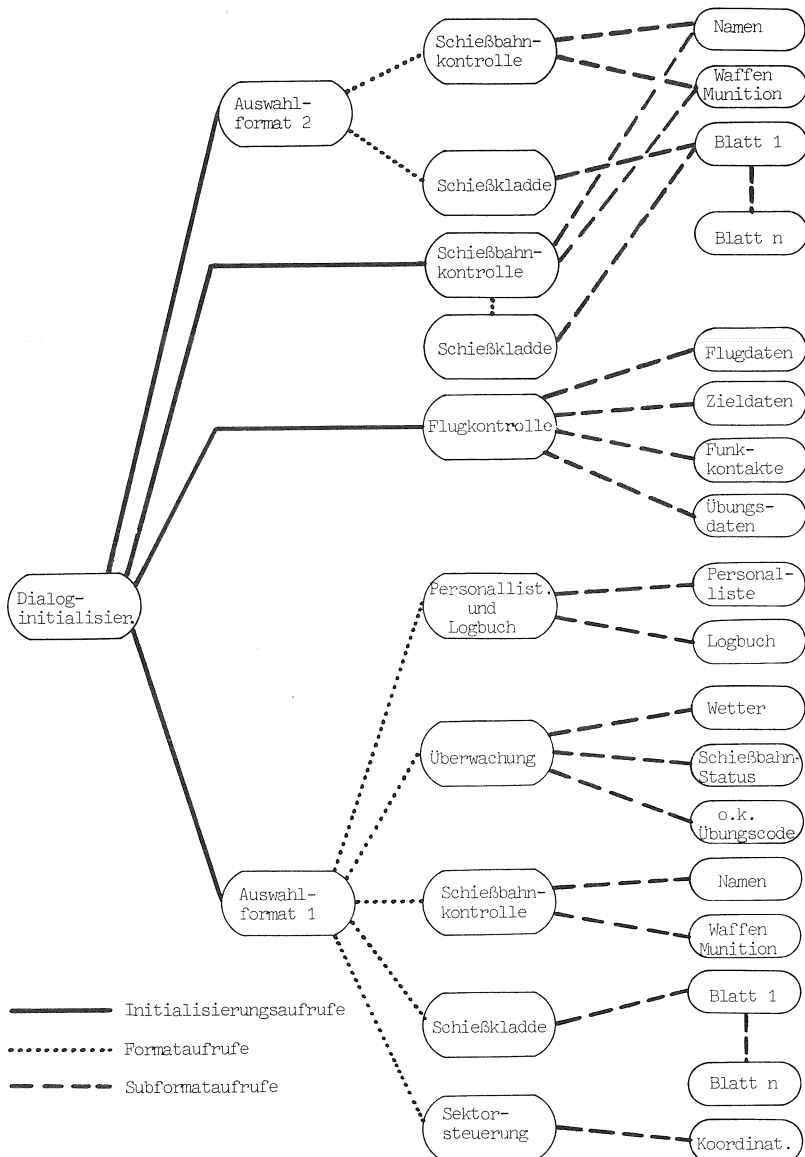 Schießbahn-
kontrolle
Namen
Waffen
Munition
Auswahl-
format 2
Blatt 1
Schießkladde
Blatt n
Schießbahn-
kontrolle
Schießkladde
Flugdaten
Zieldaten
Flugkontrolle
Funk-
kontakte
Übungs-
daten
Dialog-
initialisier.
Personallist.
und
Logbuch
Personal-
liste
Logbuch
Wetter
Überwachung
Schießbahn-
Status
o.k.
Übungscode
Auswahl-
format 1
Schießbahn-
kontrolle
Namen
Waffen
Munition
Blatt 1
Schießkladde
Blatt n
Sektor-
steuerung
Koordinat.
Initialisierungsaufrufe
Formataufrufe
Subformataufrufe